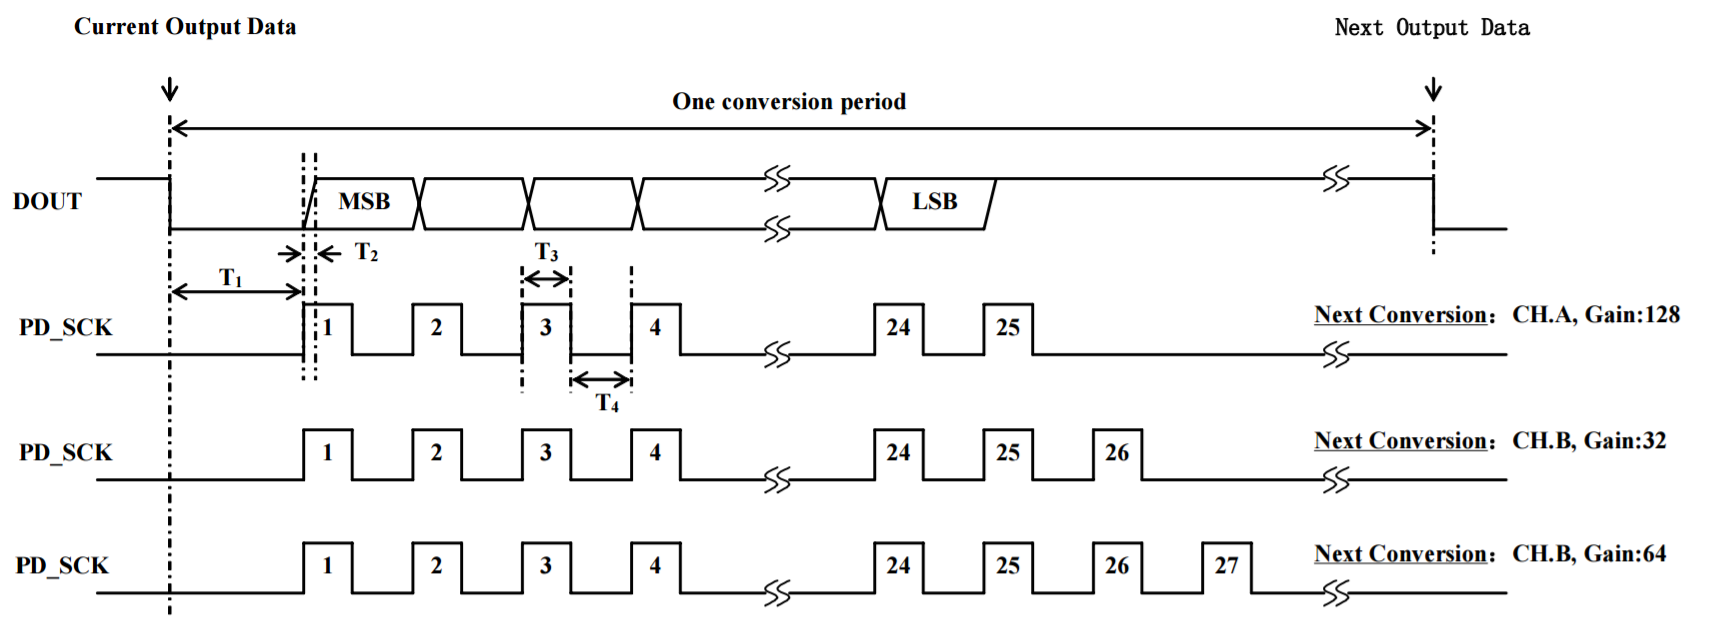 Current Output Data
Next Output Data
One conversion period
DOUT
MSB
LSB
T2
T3
T1
PD_SCK
1
2
3
4
24
25
Next Conversion: CH.A, Gain:128
T4
PD_SCK
1
2
3
4
24
25
26
Next Conversion: CH.B, Gain:32
PD_SCK
1
2
3
4
24
25
26
27
Next Conversion: CH.B, Gain:64